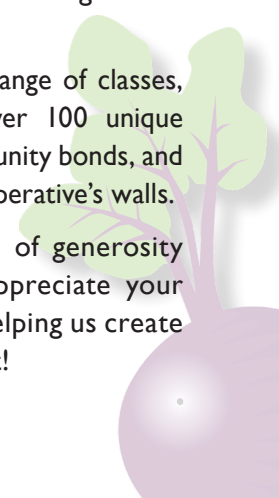 ange of classes,
ver 100 unique
unity bonds, and
perative's walls.
of generosity
ppreciate your
elping us create
!